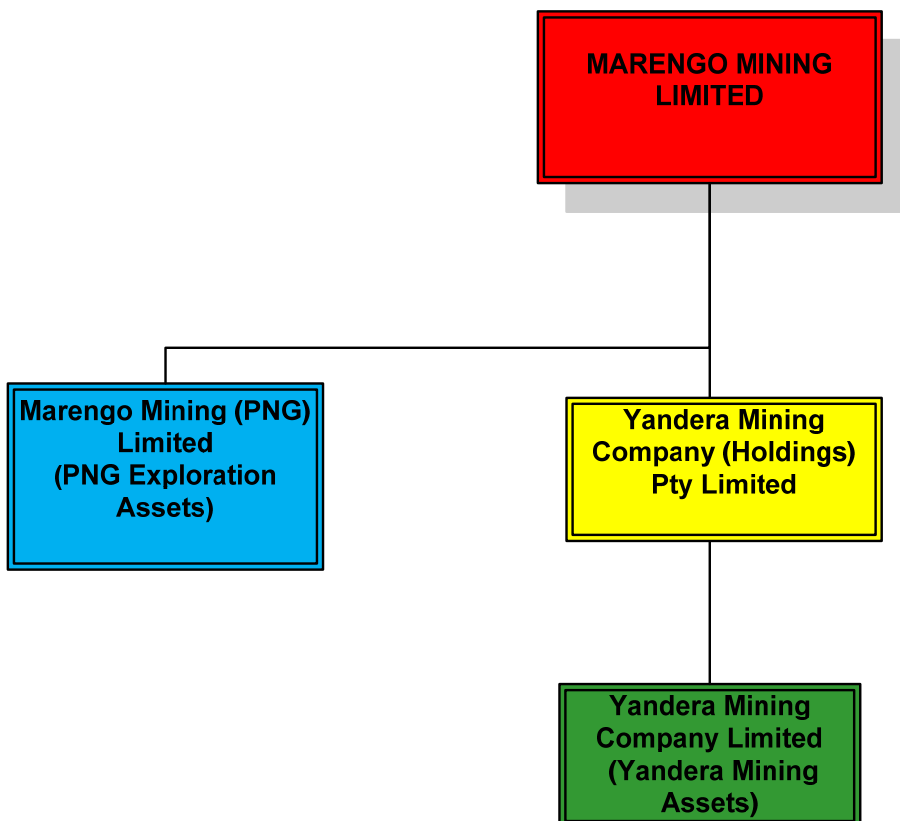 MARENGO MINING
LIMITED
Marengo Mining (PNG)
Limited
(PNG Exploration
Assets)
Yandera Mining
Company (Holdings)
Pty Limited
Yandera Mining
Company Limited
(Yandera Mining
Assets)